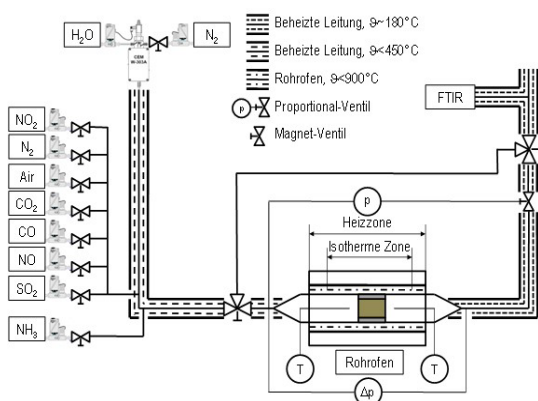 H₂O
N₂
CEM
W-303A
Beheizte Leitung, ϑ~180°C
Beheizte Leitung, ϑ<450°C
Rohrofen, ϑ<900°C
p
Proportional-Ventil
Magnet-Ventil
FTIR
NO₂
N₂
Air
CO₂
CO
NO
SO₂
NH₃
p
Heizzone
Isotherme Zone
T
Rohrofen
T
Δp